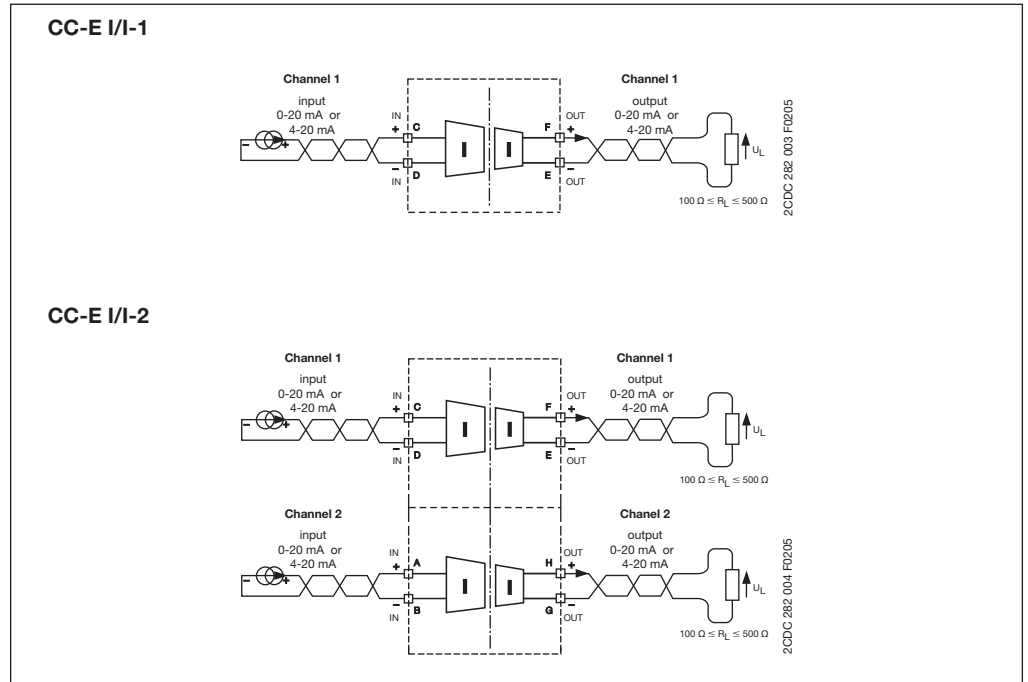 CC-E I/I-1
Channel 1
input
0-20 mA or
4-20 mA
Channel 1
output
0-20 mA or
4-20 mA
IN
+ C
- +
I I
F +
OUT
UL
- D
IN
E -
OUT
100 Ω ≤ RL ≤ 500 Ω
2CDC 282 003 F0205
CC-E I/I-2
Channel 1
input
0-20 mA or
4-20 mA
Channel 1
output
0-20 mA or
4-20 mA
IN
+ C
- +
I I
F +
OUT
UL
- D
IN
E -
OUT
100 Ω ≤ RL ≤ 500 Ω
Channel 2
input
0-20 mA or
4-20 mA
Chanel 2
output
0-20 mA or
4-20 mA
IN
+ A
- +
I I
H +
OUT
UL
- B
IN
G -
OUT
100 Ω ≤ RL ≤ 500 Ω
2CDC 282 004 F0205